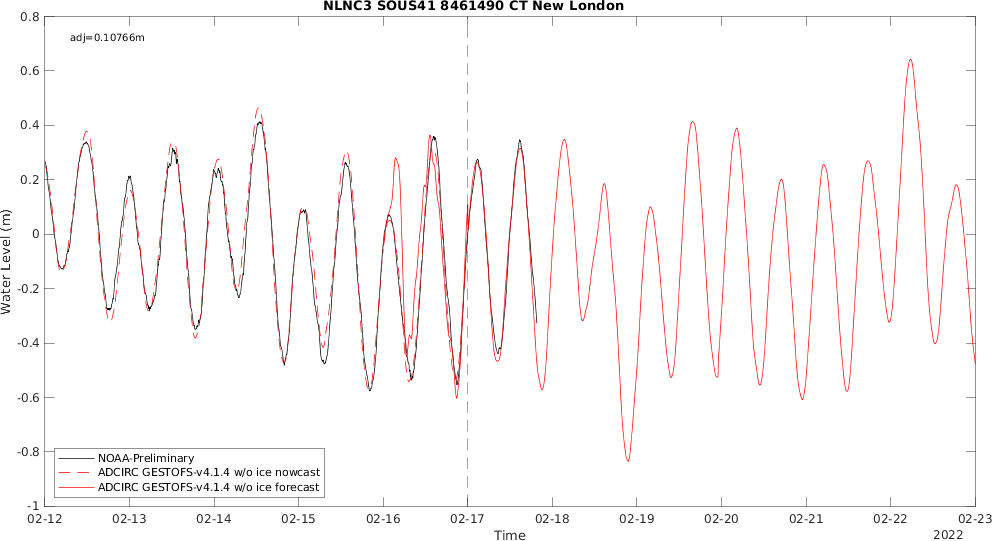 NLNC3 SOUS41 8461490 CT New London
adj=0.10766m
0.8
0.6
0.4
0.2
0
-0.2
-0.4
-0.6
-0.8
-1
Water Level (m)
NOAA-Preliminary
ADCIRC GESTOFS-v4.1.4 w/o ice nowcast
ADCIRC GESTOFS-v4.1.4 w/o ice forecast
02-12 02-13 02-14 02-15 02-16 02-17 02-18 02-19 02-20 02-21 02-22 02-23
Time
2022